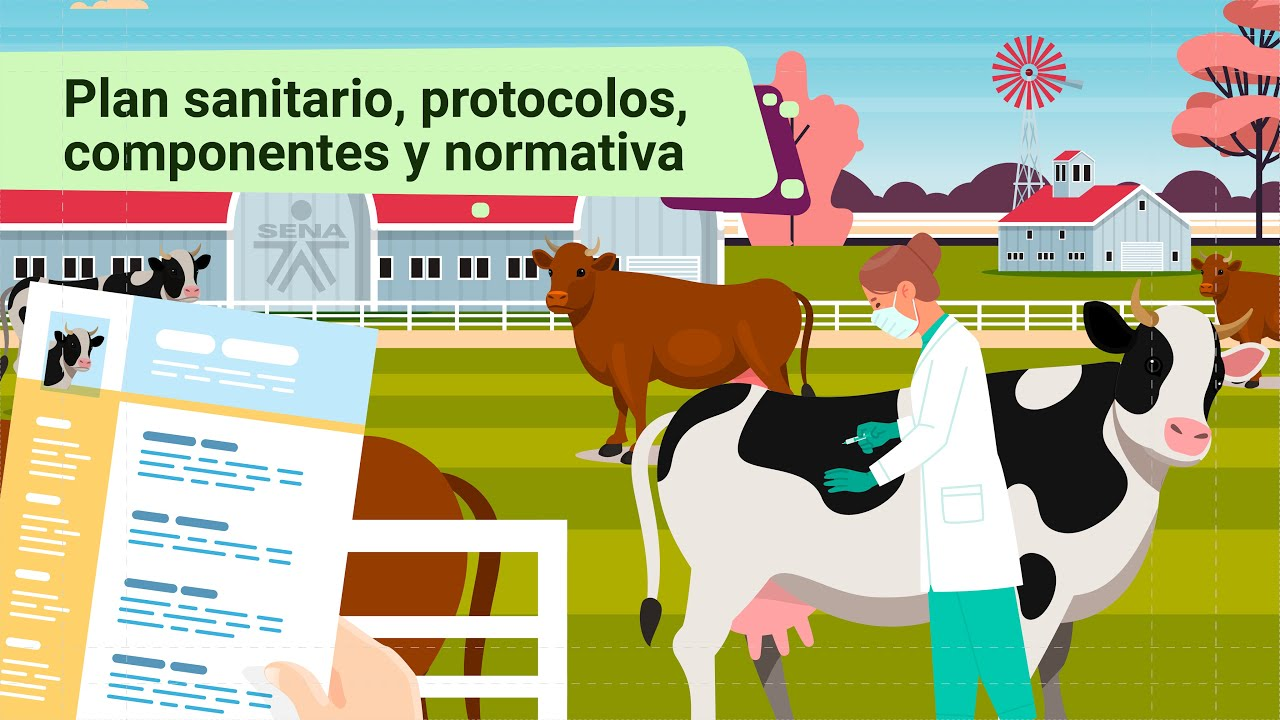 Plan sanitario, protocolos,
componentes y normativa
SENA